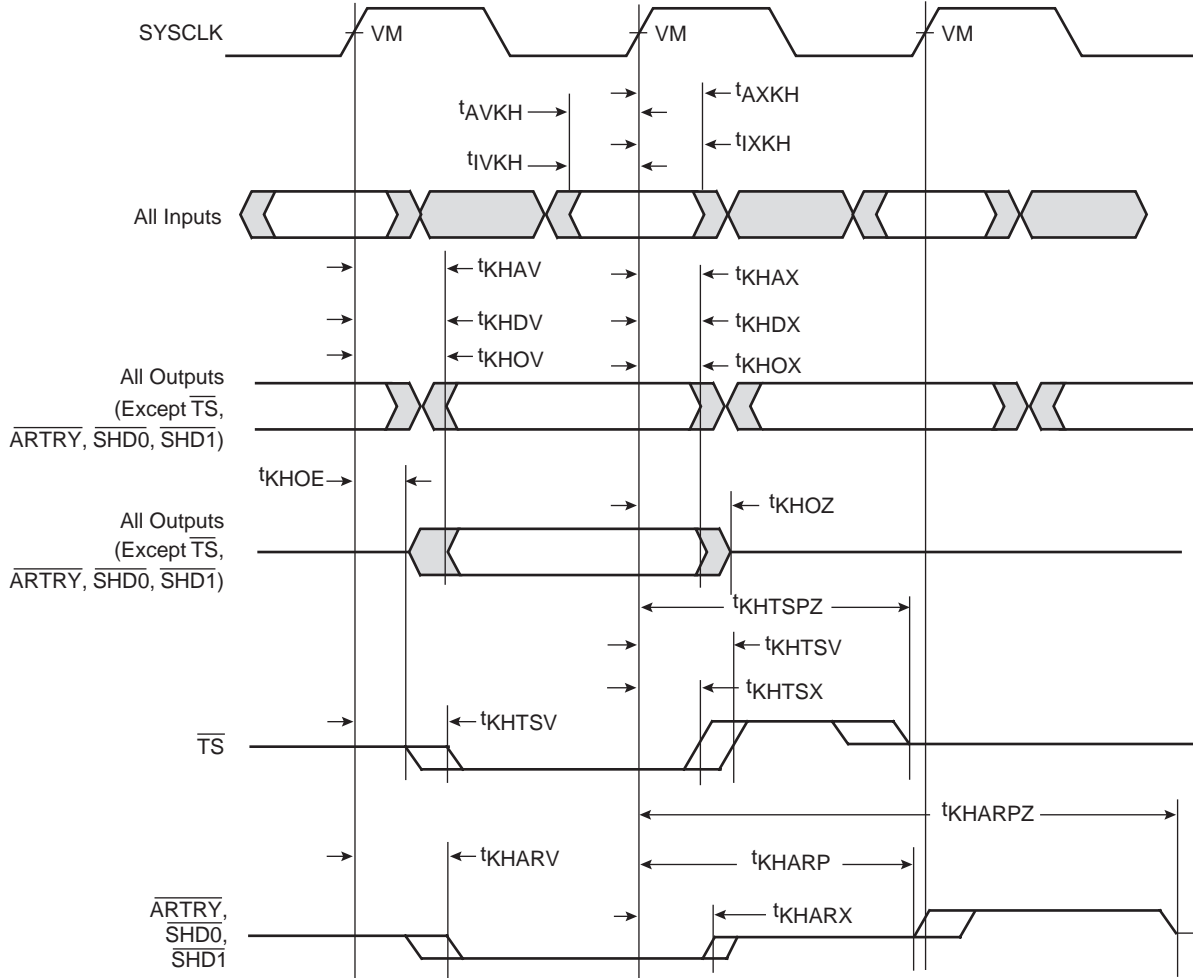 SYSCLK VM VM VM
tAVKH tAXKH
tIVKH tIXKH
All Inputs
tKHAV tKHAX
tKHDV tKHDX
tKHOV tKHOX
All Outputs
(Except TS,
ARTRY, SHD0, SHD1)
tKHOE tKHOZ
All Outputs
(Except TS,
ARTRY, SHD0, SHD1)
tKHTSPZ
tKHTSV
tKHTSX
tKHTSV
TS
tKHARPZ
tKHARV tKHARP
tKHARX
ARTRY,
SHD0,
SHD1